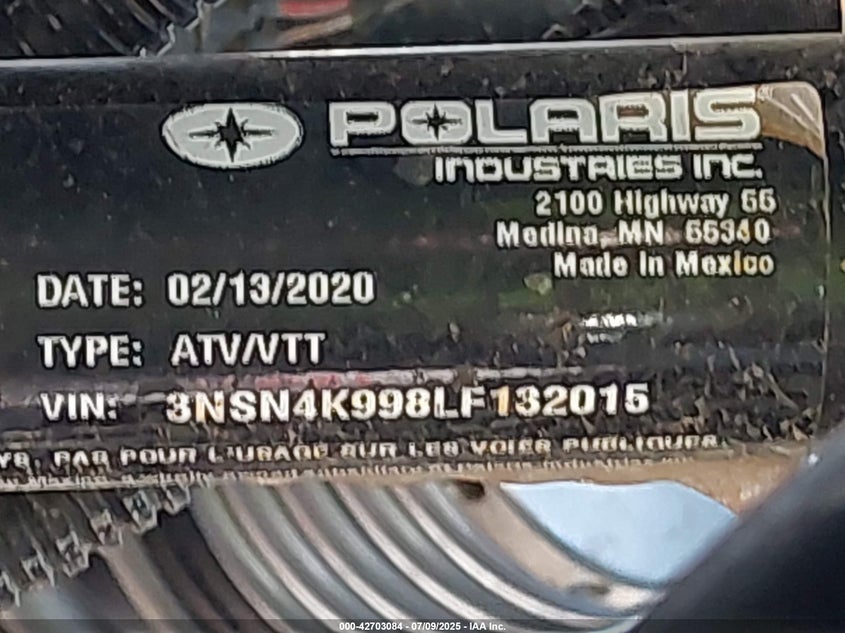 POLARIS
INDUSTRIES INC.
2100 Highway 55
Medina, MN 55340
Made In Mexico
DATE: 02/13/2020
TYPE: ATV/VTT
VIN: 3NSN4K998LF132015
PAS POUR L'USAGE SUR LES VOIES PUBLIQUES.
000-42703084 - 07/09/2025 - IAA Inc.